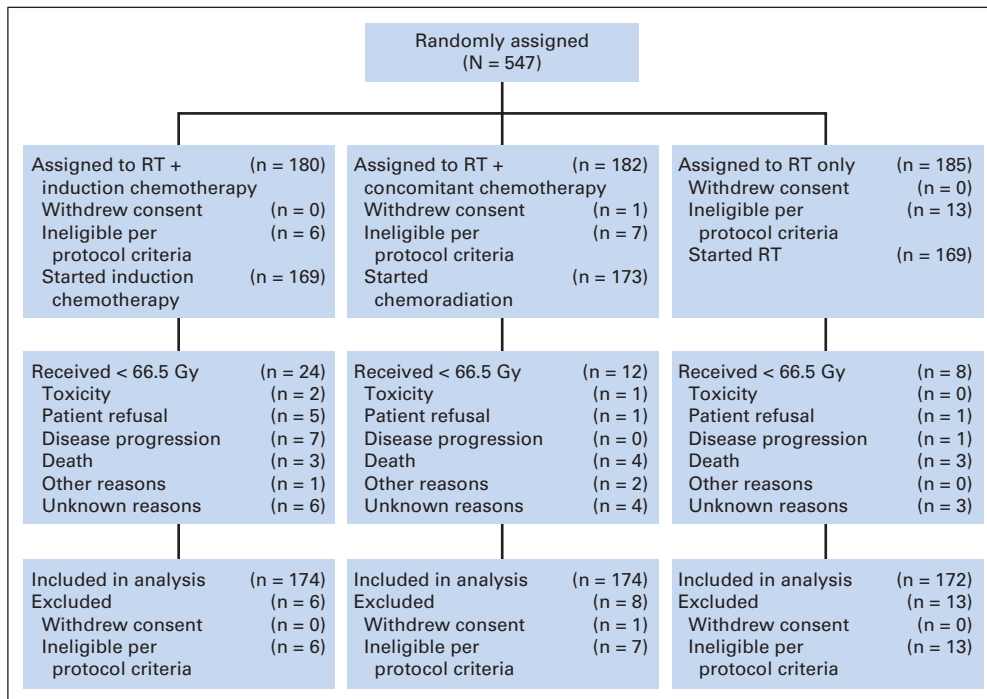 Randomly assigned
(N = 547)
Assigned to RT + (n = 180)
induction chemotherapy
Withdrew consent (n = 0)
Ineligible per (n = 6)
protocol criteria
Started induction (n = 169)
chemotherapy
Assigned to RT + (n = 182)
concomitant chemotherapy
Withdrew consent (n = 1)
Ineligible per (n = 7)
protocol criteria
Started (n = 173)
chemoradiation
Assigned to RT only (n = 185)
Withdrew consent (n = 0)
Ineligible per (n = 13)
protocol criteria
Started RT (n = 169)
Received < 66.5 Gy (n = 24)
Toxicity (n = 2)
Patient refusal (n = 5)
Disease progression (n = 7)
Death (n = 3)
Other reasons (n = 1)
Unknown reasons (n = 6)
Received < 66.5 Gy (n = 12)
Toxicity (n = 1)
Patient refusal (n = 1)
Disease progression (n = 0)
Death (n = 4)
Other reasons (n = 2)
Unknown reasons (n = 4)
Received < 66.5 Gy (n = 8)
Toxicity (n = 0)
Patient refusal (n = 1)
Disease progression (n = 1)
Death (n = 3)
Other reasons (n = 0)
Unknown reasons (n = 3)
Included in analysis (n = 174)
Excluded (n = 6)
Withdrew consent (n = 0)
Ineligible per (n = 6)
protocol criteria
Included in analysis (n = 174)
Excluded (n = 8)
Withdrew consent (n = 1)
Ineligible per (n = 7)
protocol criteria
Included in analysis (n = 172)
Excluded (n = 13)
Withdrew consent (n = 0)
Ineligible per (n = 13)
protocol criteria